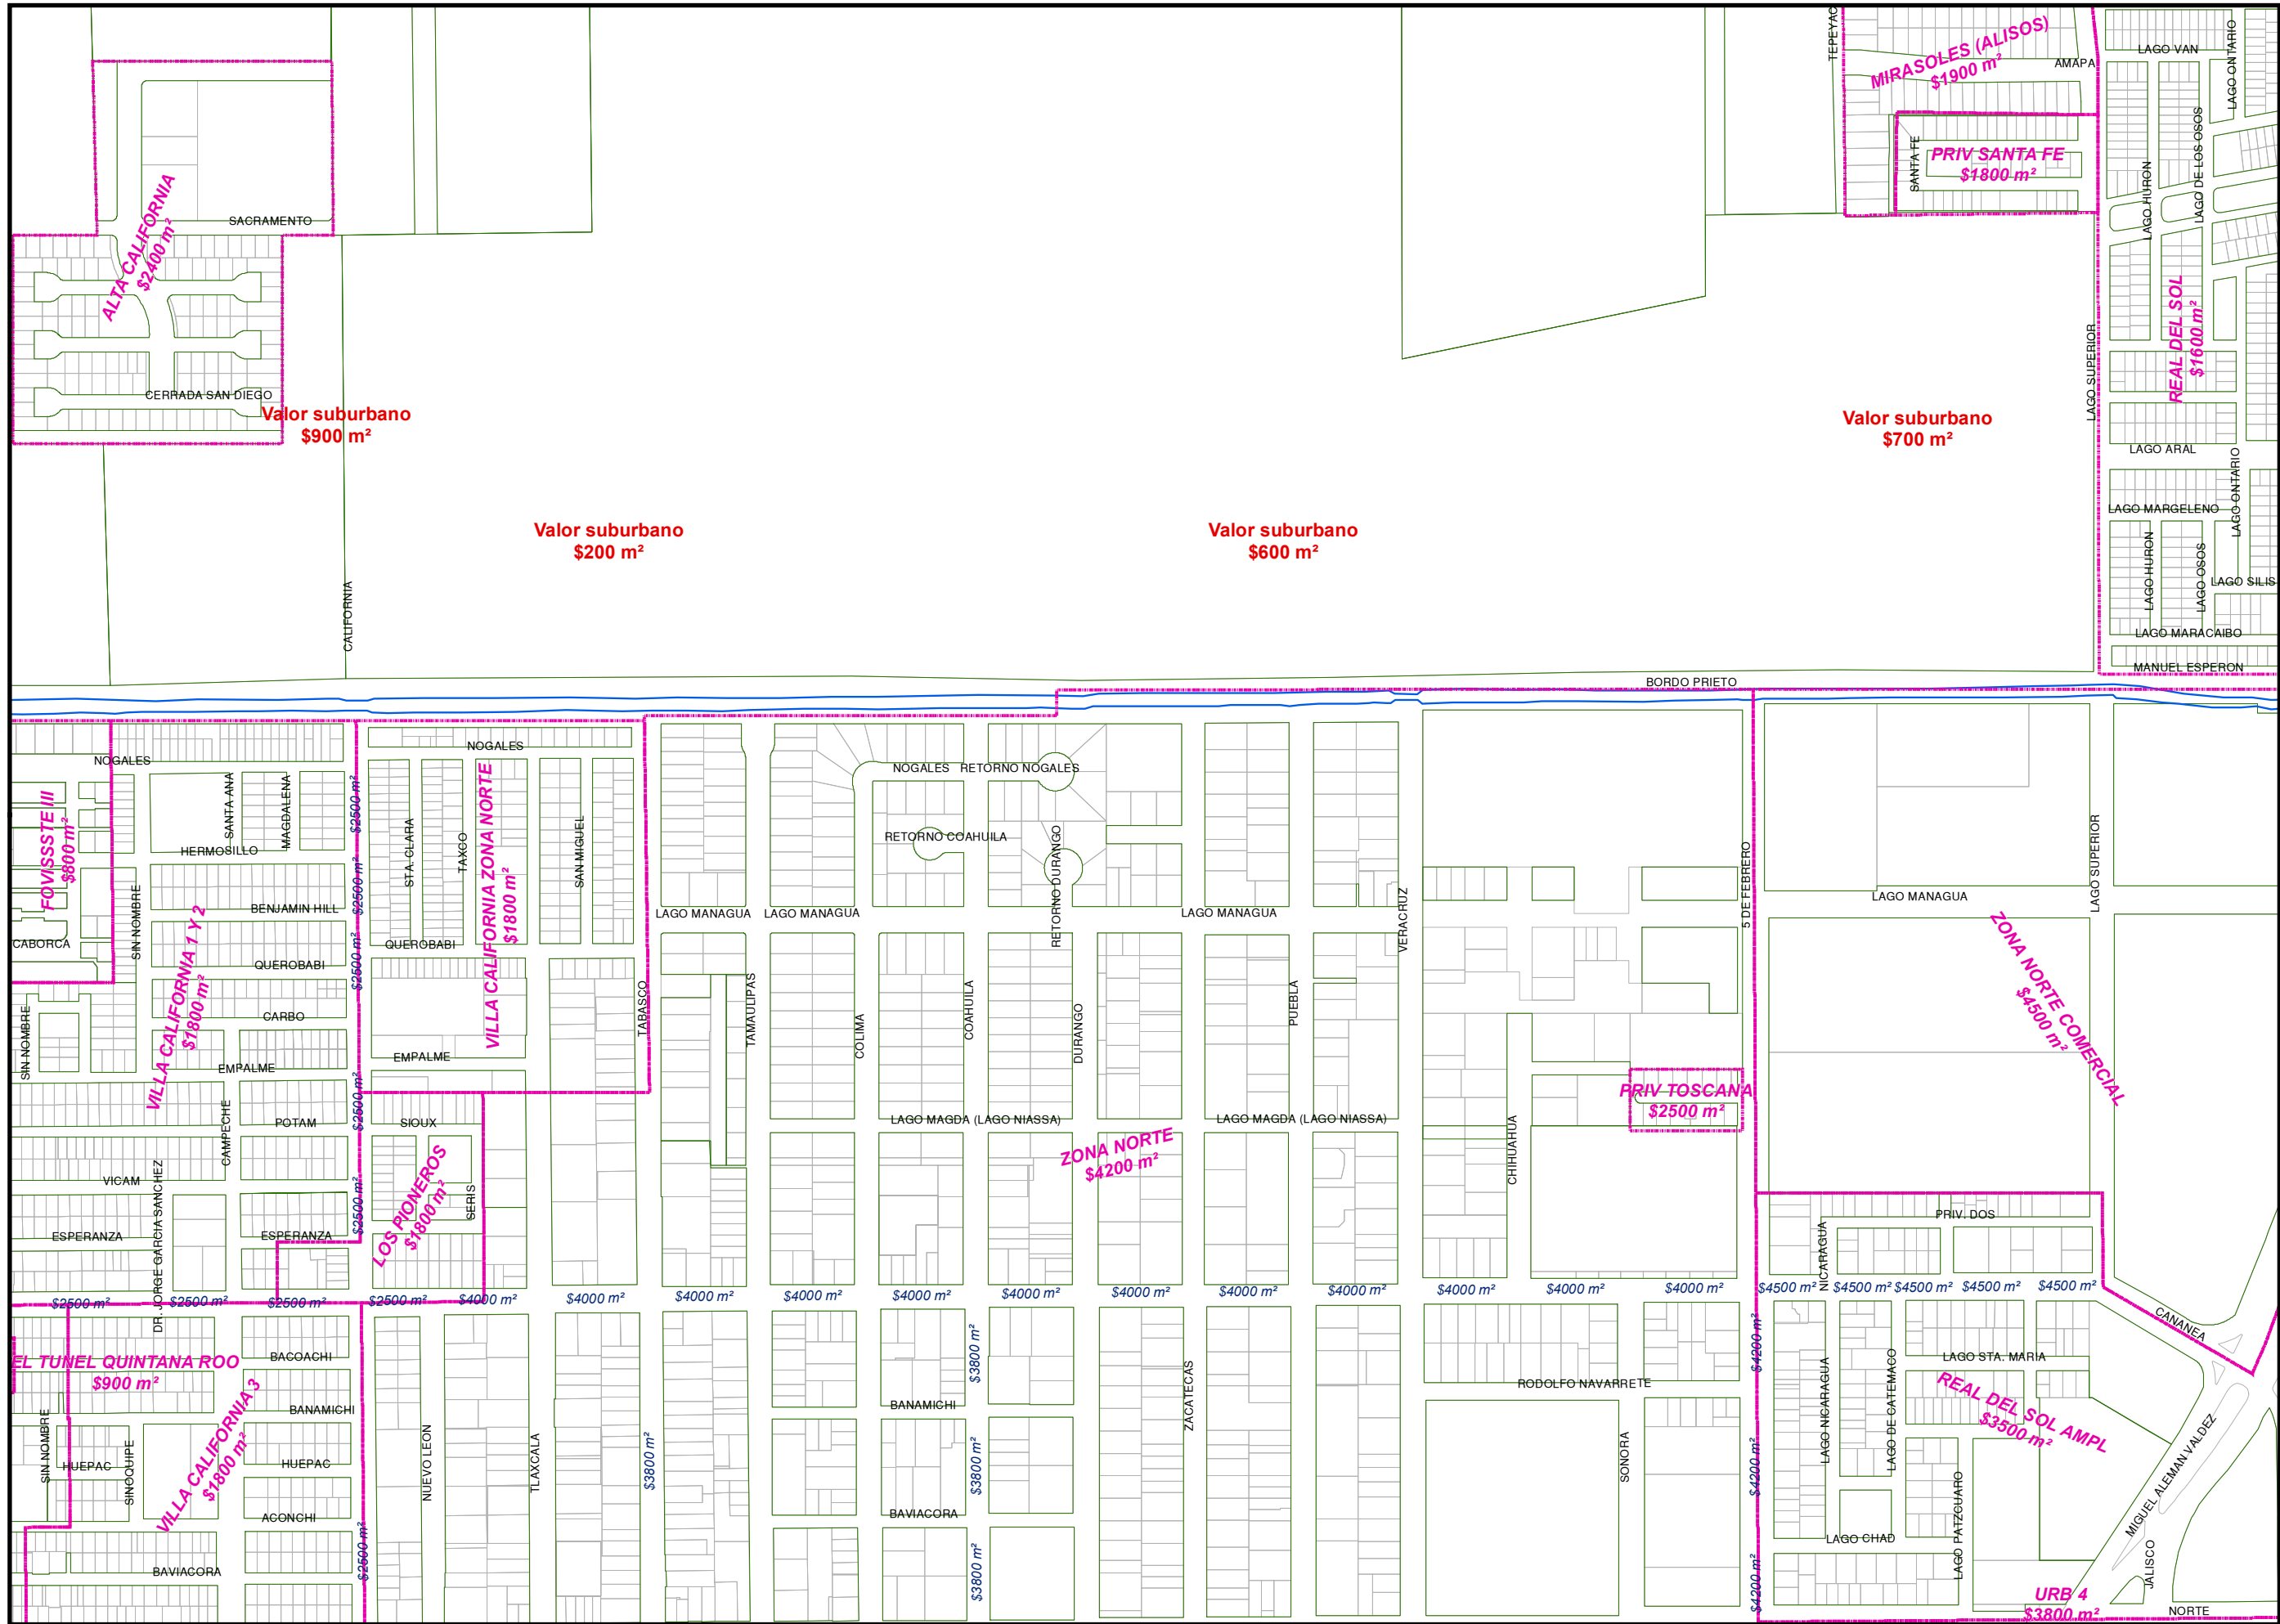 TEPEYAC
MIRASOLES (ALISOS)
$1900 m²
AMAPA
LAGO VAN
LAGO ONTARIO
PRIV SANTA FE
$1800 m²
SANTA FE
LAGO HURON
LAGO DE LOS OSOS
ALTA CALIFORNIA
$2400 m²
SACRAMENTO
CERRADA SAN DIEGO
Valor suburbano
$900 m²
CALIFORNIA
Valor suburbano
$200 m²
Valor suburbano
$600 m²
Valor suburbano
$700 m²
LAGO SUPERIOR
REAL DEL SOL
$1600 m²
LAGO ARAL
LAGO ONTARIO
LAGO MARGELENO
LAGO HURON
LAGO OSOS
LAGO SILIS
LAGO MARACAIBO
MANUEL ESPERON
BORDO PRIETO
NOGALES
NOGALES
NOGALES
RETORNO NOGALES
FOVISSSTE III
$800 m²
SANTA ANA
MAGDALENA
$2500 m²
HERMOSILLO
STA. CLARA
TAXCO
VILLA CALIFORNIA ZONA NORTE
$1800 m²
SAN MIGUEL
RETORNO COAHUILA
RETORNO DURANGO
5 DE FEBRERO
LAGO SUPERIOR
$2500 m²
SIN NOMBRE
BENJAMIN HILL
LAGO MANAGUA
LAGO MANAGUA
LAGO MANAGUA
VERACRUZ
LAGO MANAGUA
CABORCA
QUEROBABI
QUEROBABI
$2500 m²
VILLA CALIFORNIA 1 Y 2
$1800 m²
ZONA NORTE COMERCIAL
$4500 m²
SIN NOMBRE
CARBO
EMPALME
EMPALME
TABASCO
TAMAULIPAS
COLIMA
COAHUILA
DURANGO
PUEBLA
$2500 m²
PRIV TOSCANA
$2500 m²
CAMPECHE
POTAM
SIOUX
LAGO MAGDA (LAGO NIASSA)
LAGO MAGDA (LAGO NIASSA)
CHIHUAHUA
ZONA NORTE
$4200 m²
VICAM
DR. JORGE GARCIA SANCHEZ
$2500 m²
LOS PIONEROS
$1800 m²
SERIS
ESPERANZA
ESPERANZA
PRIV. DOS
NICARAGUA
$2500 m²
$2500 m²
$2500 m²
$2500 m²
$4000 m²
$4000 m²
$4000 m²
$4000 m²
$4000 m²
$4000 m²
$4000 m²
$4000 m²
$4000 m²
$4000 m²
$4000 m²
$4000 m²
$4500 m²
$4500 m²
$4500 m²
$4500 m²
$4500 m²
CANANEA
EL TUNEL QUINTANA ROO
$900 m²
BACOACHI
$3800 m²
$4200 m²
LAGO STA. MARIA
VILLA CALIFORNIA 3
$1800 m²
BANAMICHI
BANAMICHI
ZACATECAS
RODOLFO NAVARRETE
LAGO NICARAGUA
LAGO DE CATEMACO
REAL DEL SOL AMPL
$3500 m²
SIN NOMBRE
HUEPAC
SINOQUIPE
HUEPAC
NUEVO LEON
TLAXCALA
$3800 m²
$3800 m²
SONORA
$4200 m²
MIGUEL ALEMAN VALDEZ
ACONCHI
BAVIACORA
LAGO CHAD
LAGO PATZCUARO
BAVIACORA
$2500 m²
$3800 m²
$4200 m²
JALISCO
URB 4
$3800 m²
NORTE